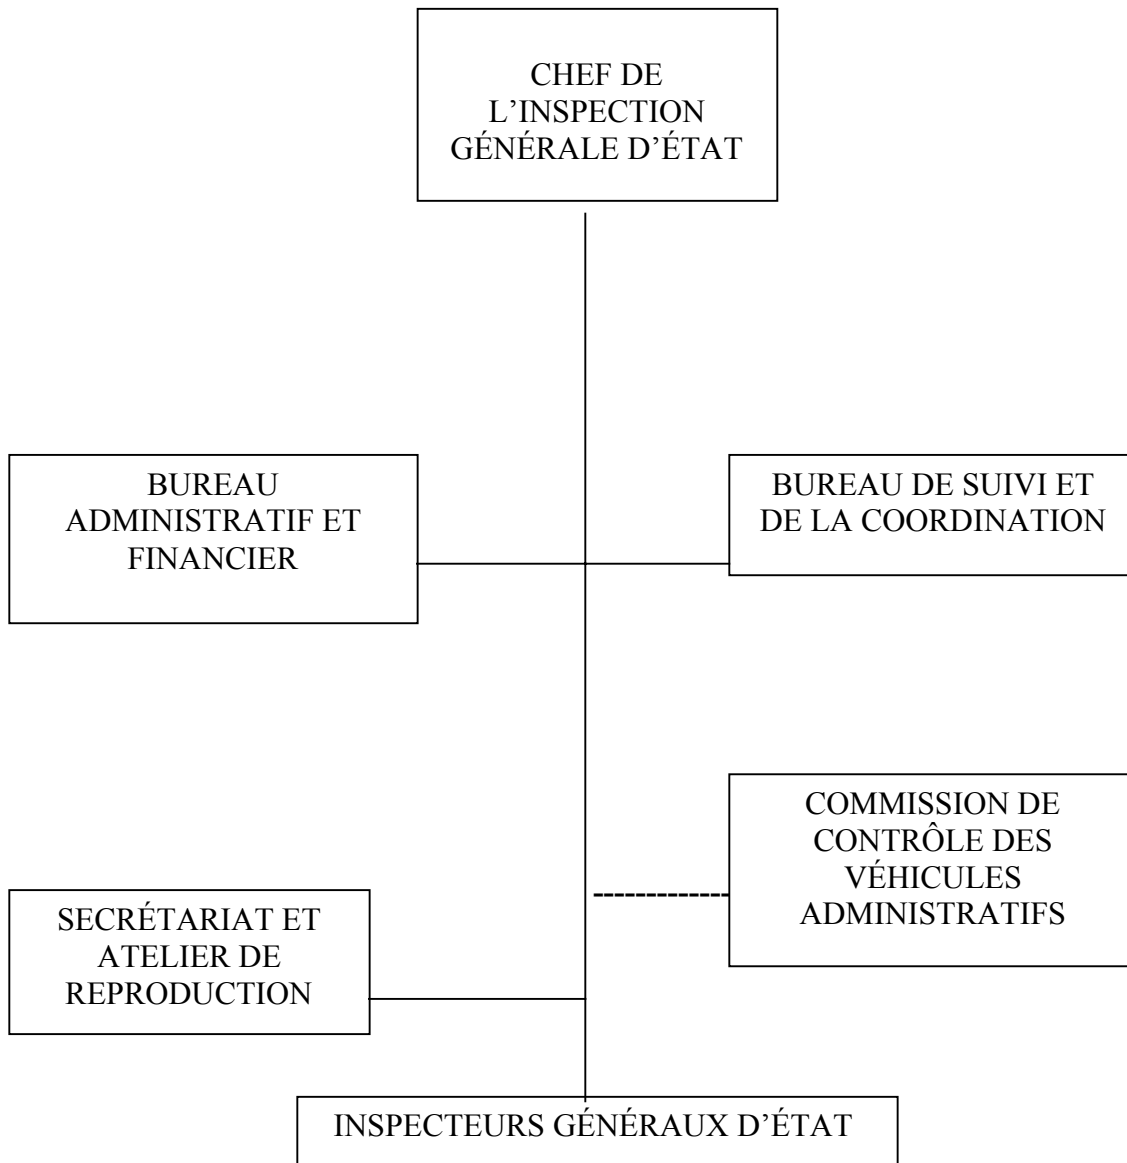 CHEF DE
L’INSPECTION
GÉNÉRALE D’ÉTAT
BUREAU
ADMINISTRATIF ET
FINANCIER
BUREAU DE SUIVI ET
DE LA COORDINATION
COMMISSION DE
CONTRÔLE DES
VÉHICULES
ADMINISTRATIFS
SECRÉTARIAT ET
ATELIER DE
REPRODUCTION
INSPECTEURS GÉNÉRAUX D’ÉTAT